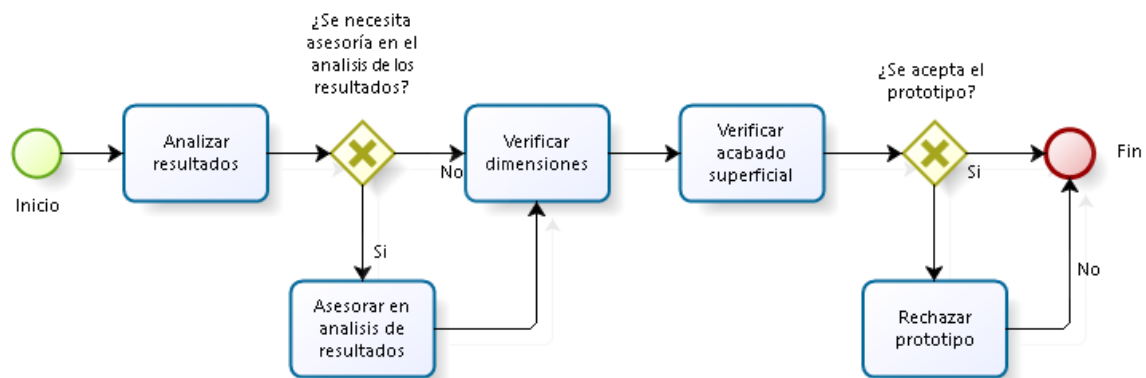 ¿Se necesita
asesoría en el
analisis de los
resultados?
¿Se acepta el
prototipo?
Analizar
resultados
Verificar
dimensiones
Verificar
acabado
superficial
Inicio
No
Si
Fin
Si
Asesorar en
analisis de
resultados
Rechazar
prototipo
No